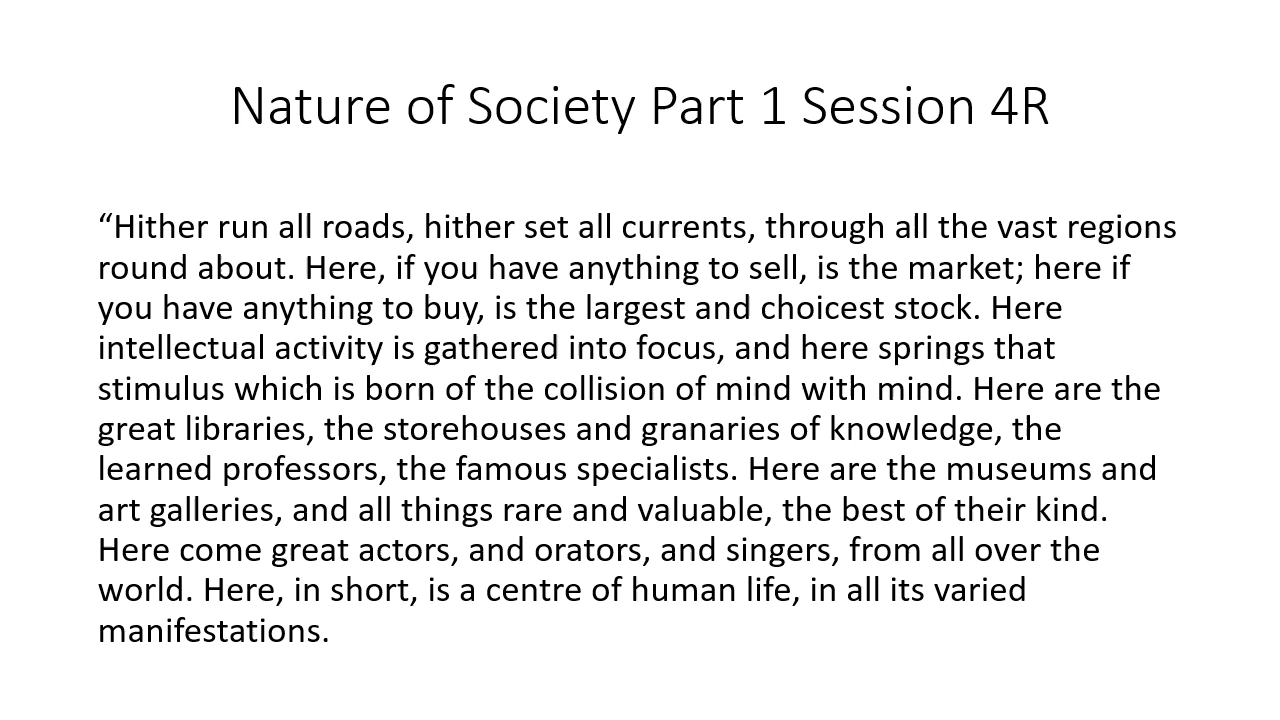 Nature of Society Part 1 Session 4R
“Hither run all roads, hither set all currents, through all the vast regions
round about. Here, if you have anything to sell, is the market; here if
you have anything to buy, is the largest and choicest stock. Here
intellectual activity is gathered into focus, and here springs that
stimulus which is born of the collision of mind with mind. Here are the
great libraries, the storehouses and granaries of knowledge, the
learned professors, the famous specialists. Here are the museums and
art galleries, and all things rare and valuable, the best of their kind.
Here come great actors, and orators, and singers, from all over the
world. Here, in short, is a centre of human life, in all its varied
manifestations.